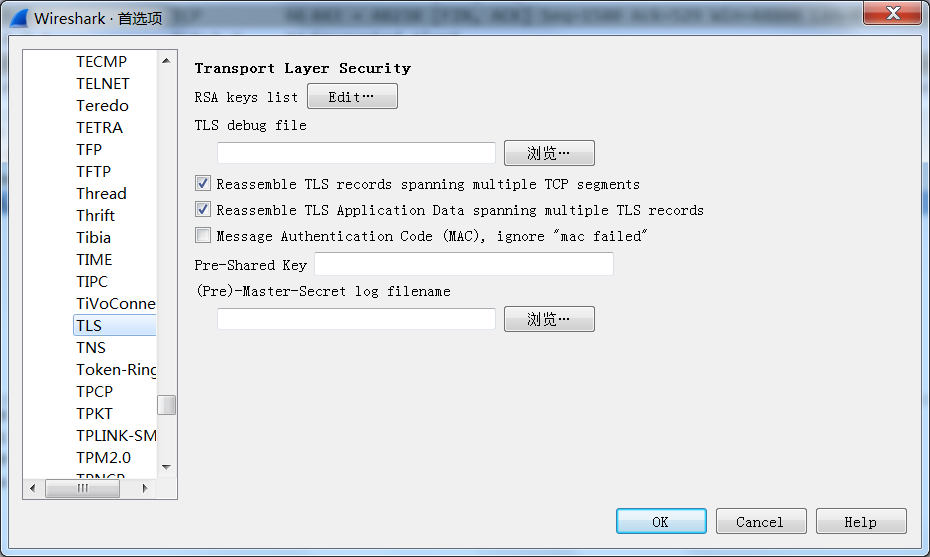 Wireshark · 首选项
TECMP
TELNET
Teredo
TETRA
TFP
TFTP
Thread
Thrift
Tibia
TIME
TIPC
TiVoConne
TLS
TNS
Token-Ring
TPCP
TPKT
TPLINK-SM
TPM2.0
TPNCP
Transport Layer Security
RSA keys list Edit…
TLS debug file
浏览…
Reassemble TLS records spanning multiple TCP segments
Reassemble TLS Application Data spanning multiple TLS records
Message Authentication Code (MAC), ignore "mac failed"
Pre-Shared Key
(Pre)-Master-Secret log filename
浏览…
OK Cancel Help